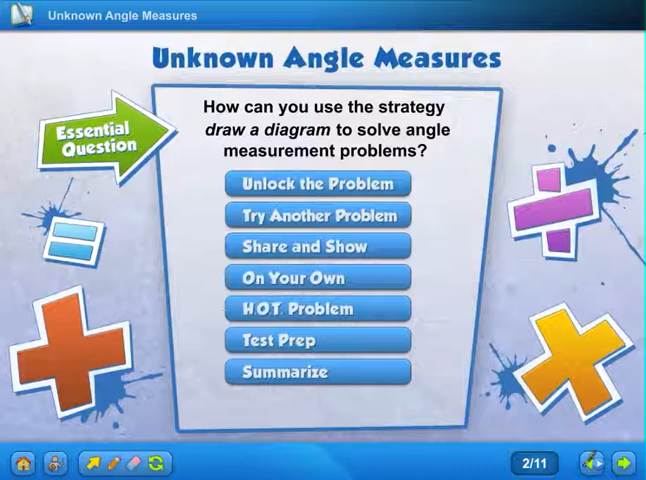 Unknown Angle Measures
Unknown Angle Measures
Essential
Question
How can you use the strategy
draw a diagram to solve angle
measurement problems?
Unlock the Problem
Try Another Problem
Share and Show
On Your Own
H.O.T. Problem
Test Prep
Summarize
2/11